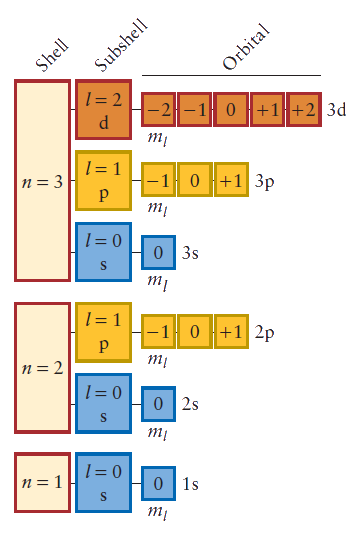 Shell Subshell Orbital
l = 2
d
-2 -1 0 +1 +2 3d
m_l
n = 3
l = 1
p
-1 0 +1 3p
m_l
l = 0
s
0 3s
m_l
n = 2
l = 1
p
-1 0 +1 2p
m_l
l = 0
s
0 2s
m_l
n = 1
l = 0
s
0 1s
m_l